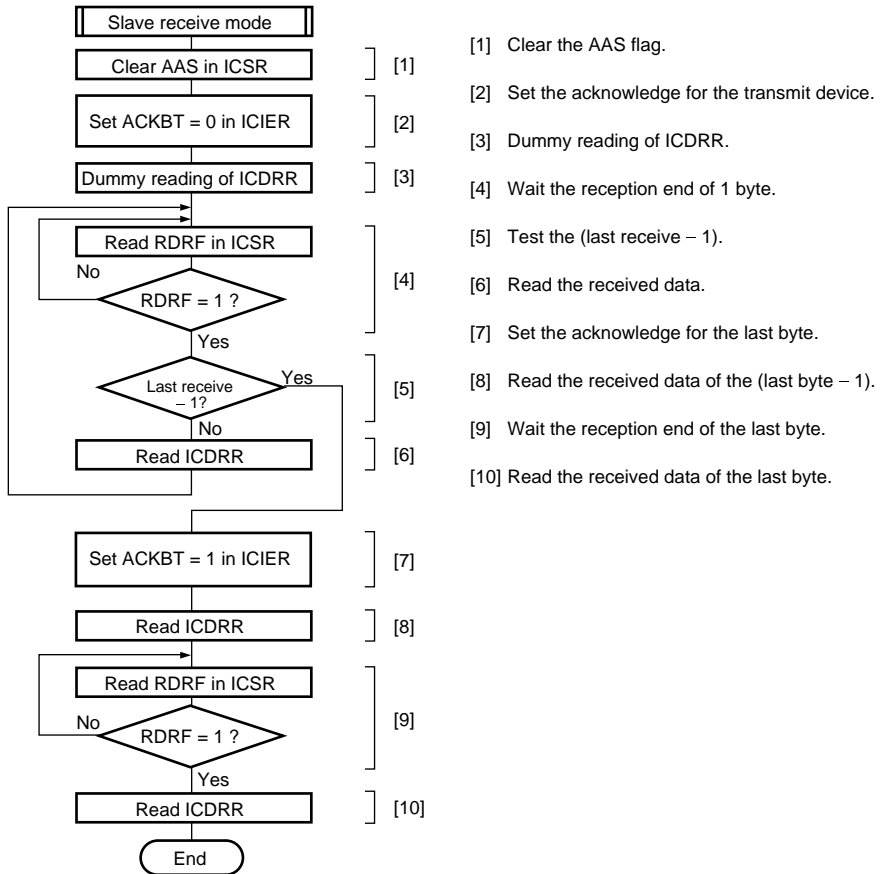 Slave receive mode
Clear AAS in ICSR
[1]
Set ACKBT = 0 in ICIER
[2]
Dummy reading of ICDRR
[3]
Read RDRF in ICSR
No
RDRF = 1 ?
[4]
Yes
Last receive
– 1?
Yes
[5]
No
Read ICDRR
[6]
Set ACKBT = 1 in ICIER
[7]
Read ICDRR
[8]
Read RDRF in ICSR
No
RDRF = 1 ?
[9]
Yes
Read ICDRR
[10]
End
[1] Clear the AAS flag.
[2] Set the acknowledge for the transmit device.
[3] Dummy reading of ICDRR.
[4] Wait the reception end of 1 byte.
[5] Test the (last receive – 1).
[6] Read the received data.
[7] Set the acknowledge for the last byte.
[8] Read the received data of the (last byte – 1).
[9] Wait the reception end of the last byte.
[10] Read the received data of the last byte.